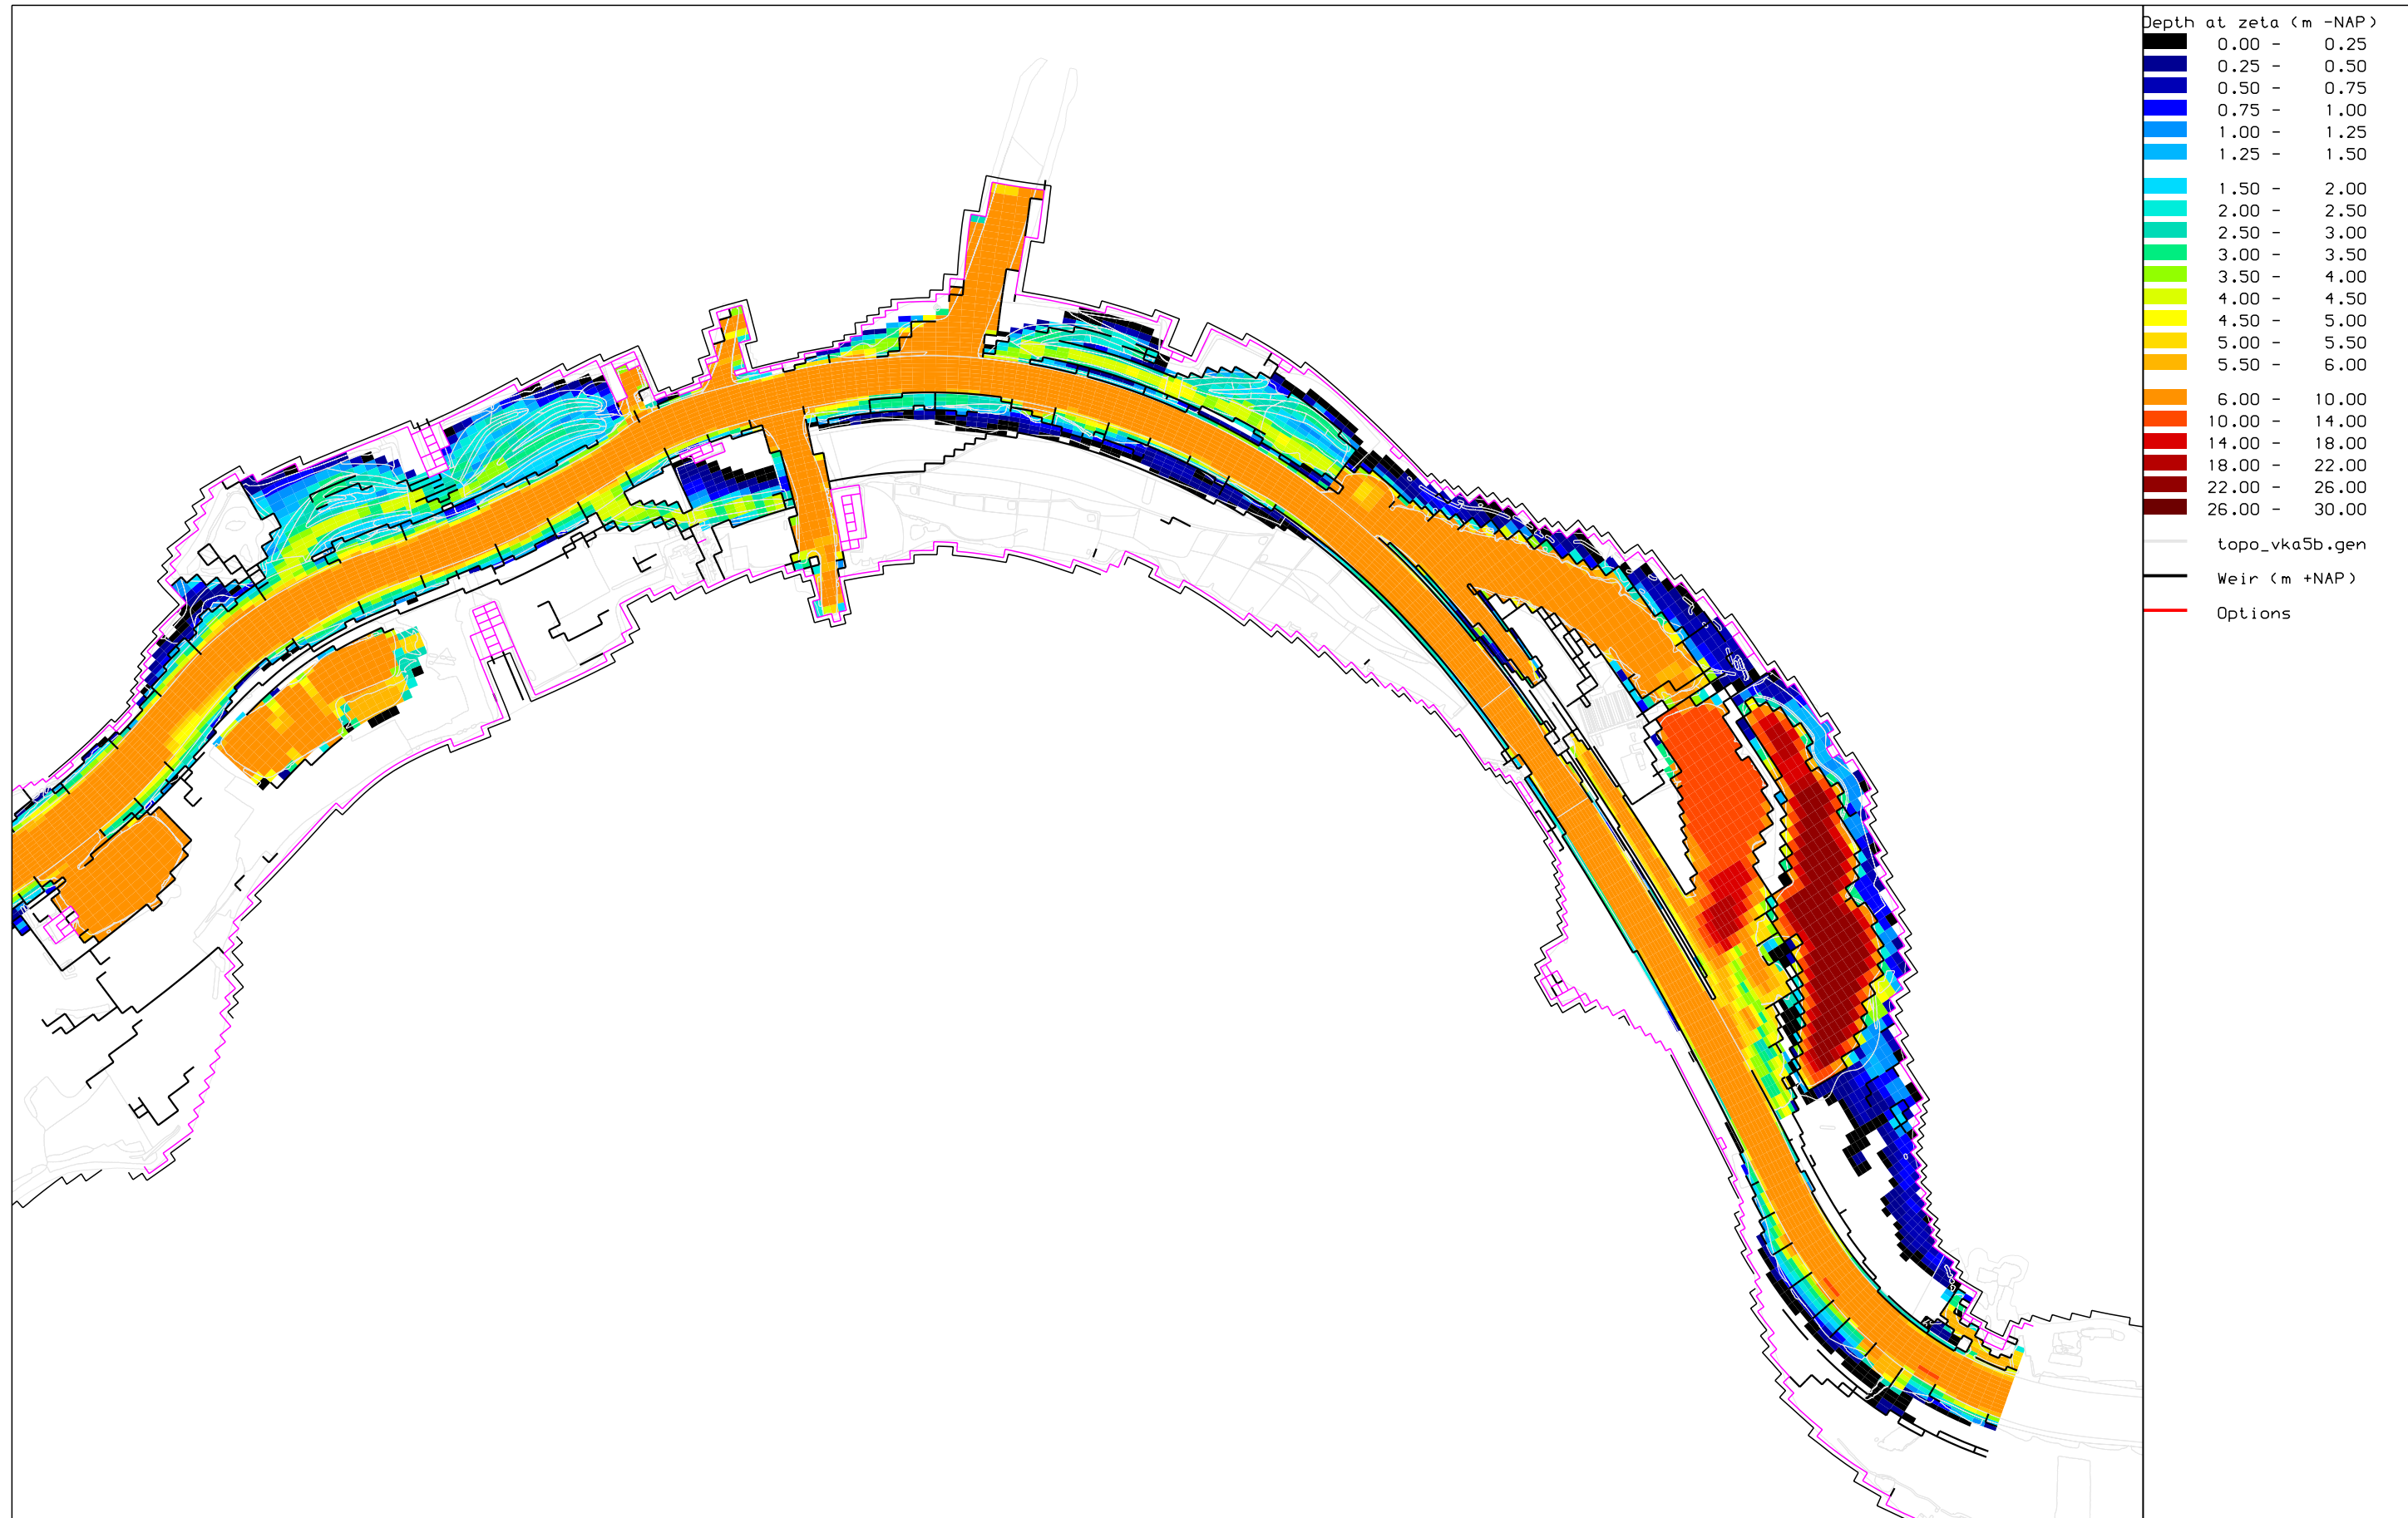 Depth at zeta (m -NAP)
0.00 - 0.25
0.25 - 0.50
0.50 - 0.75
0.75 - 1.00
1.00 - 1.25
1.25 - 1.50
1.50 - 2.00
2.00 - 2.50
2.50 - 3.00
3.00 - 3.50
3.50 - 4.00
4.00 - 4.50
4.50 - 5.00
5.00 - 5.50
5.50 - 6.00
6.00 - 10.00
10.00 - 14.00
14.00 - 18.00
18.00 - 22.00
22.00 - 26.00
26.00 - 30.00
topo_vka5b.gen
Weir (m +NAP)
Options